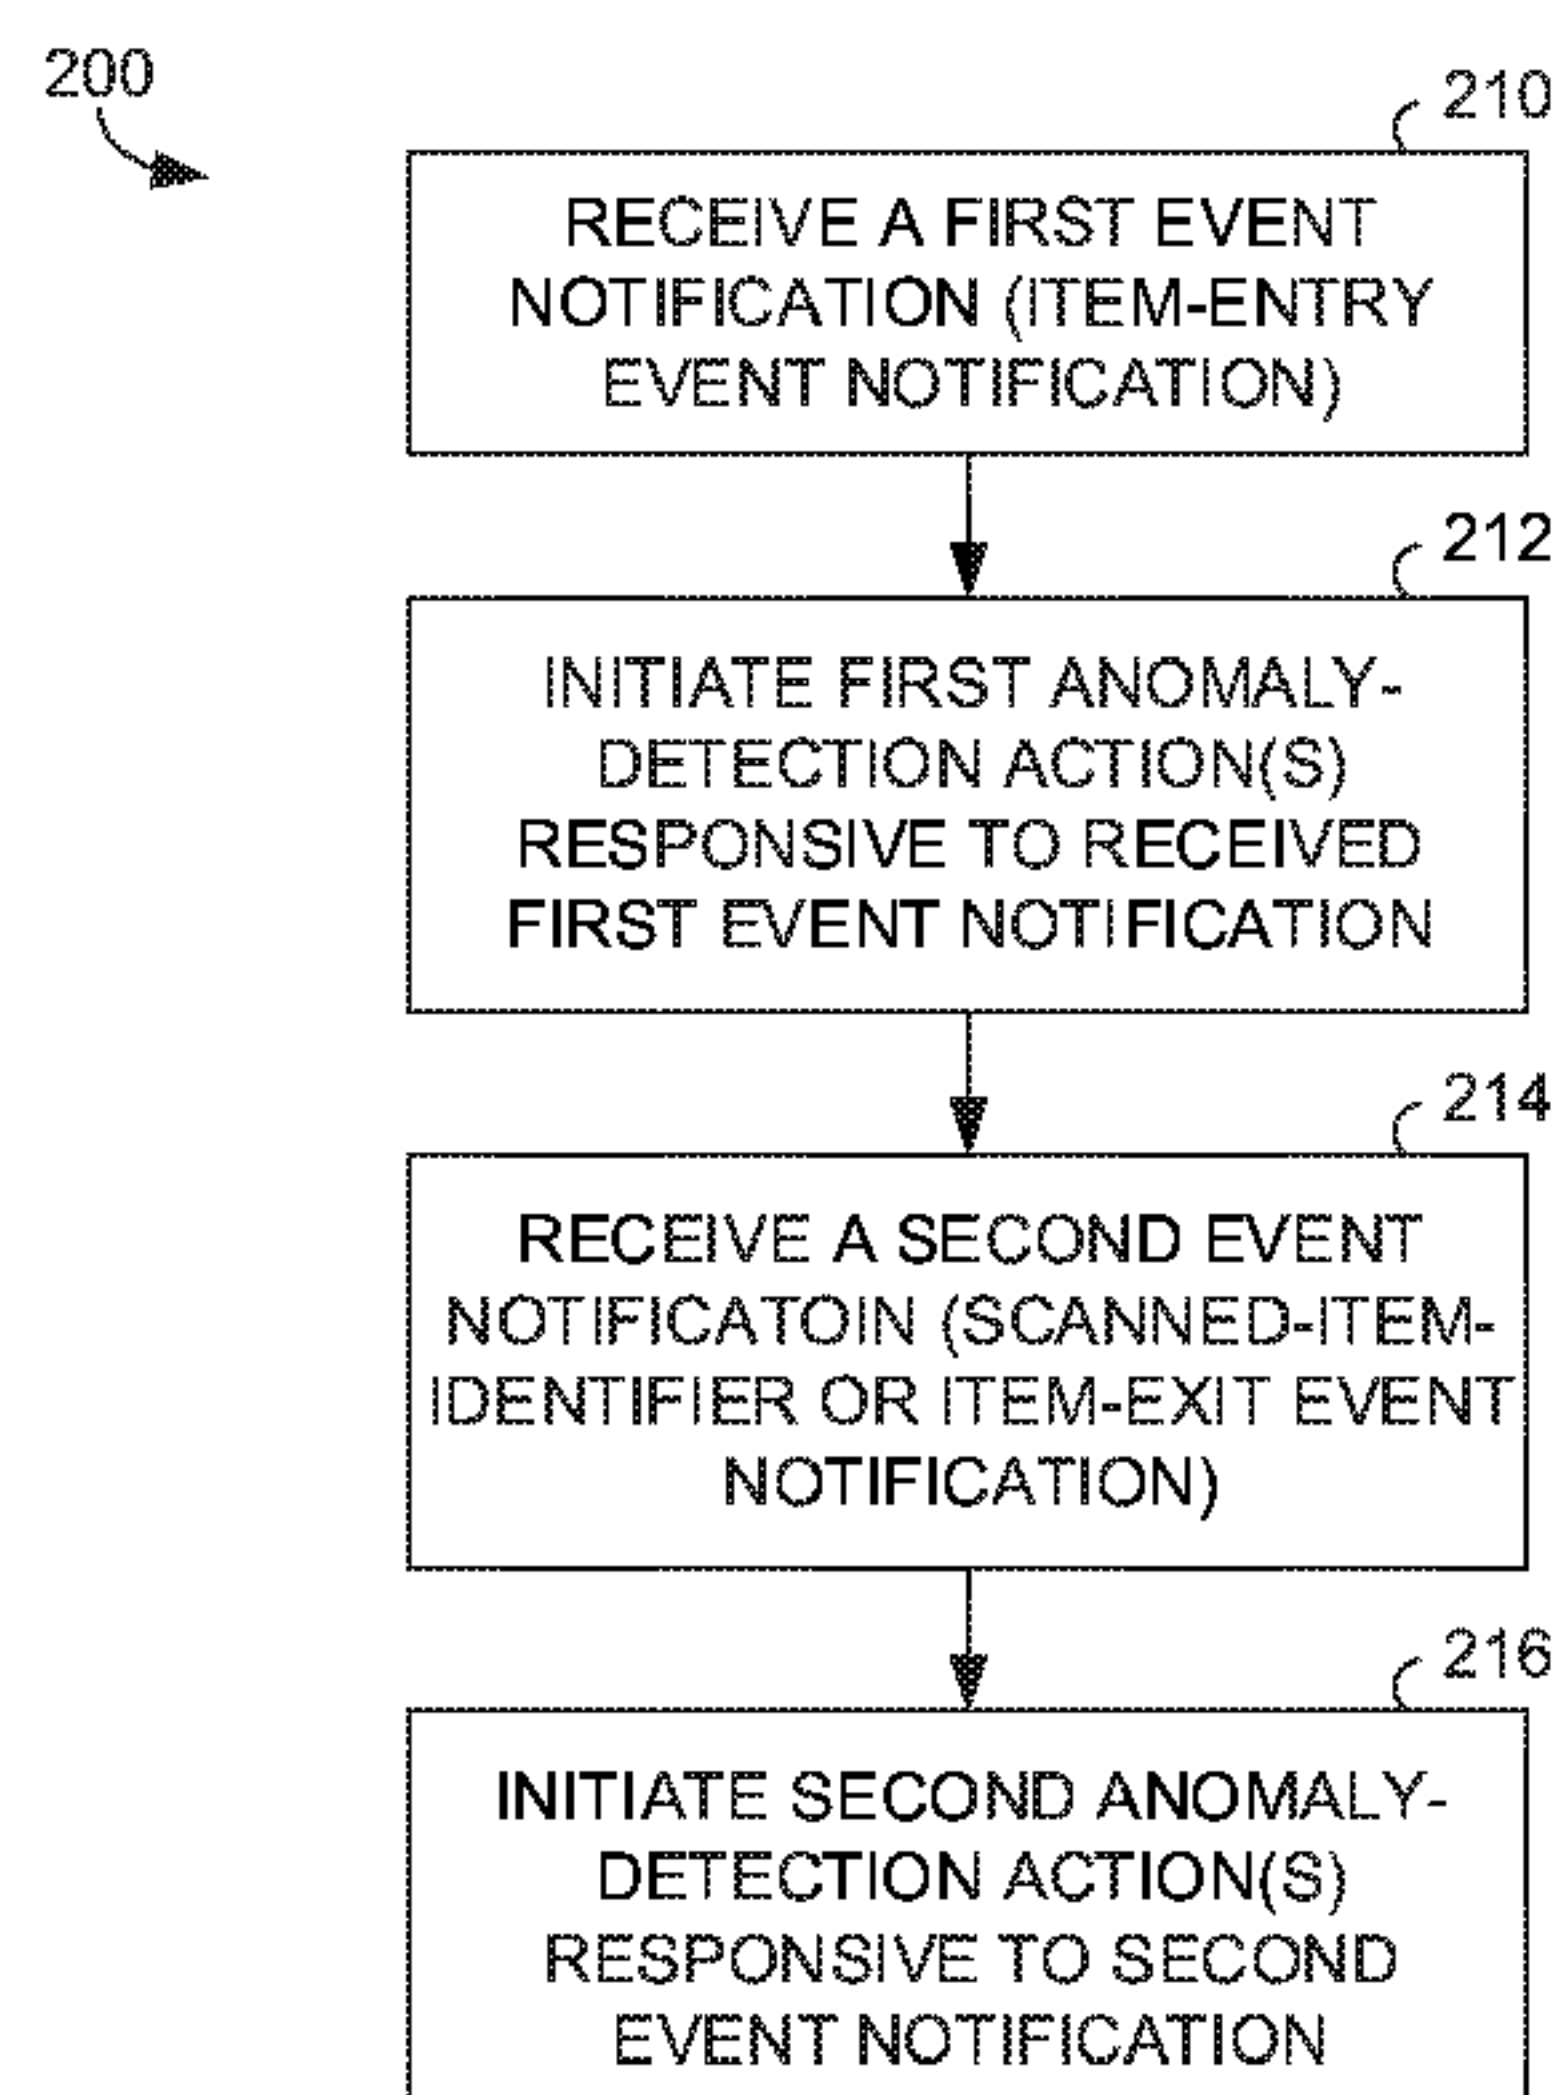 200
210
RECEIVE A FIRST EVENT
NOTIFICATION (ITEM-ENTRY
EVENT NOTIFICATION)
212
INITIATE FIRST ANOMALY-
DETECTION ACTION(S)
RESPONSIVE TO RECEIVED
FIRST EVENT NOTIFICATION
214
RECEIVE A SECOND EVENT
NOTIFICATOIN (SCANNED-ITEM-
IDENTIFIER OR ITEM-EXIT EVENT
NOTIFICATION)
216
INITIATE SECOND ANOMALY-
DETECTION ACTION(S)
RESPONSIVE TO SECOND
EVENT NOTIFICATION